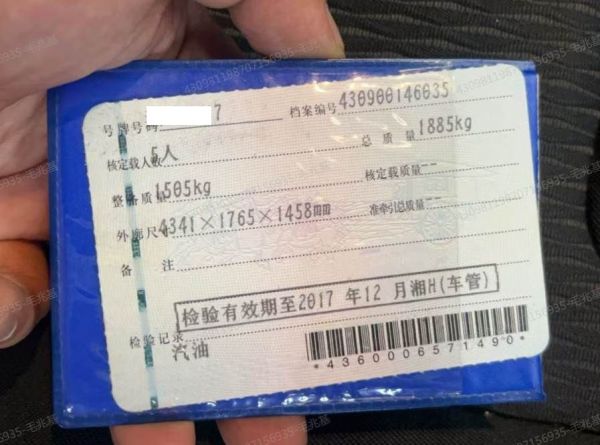 号牌号码 7 档案编号 430900146035
核定载人数 5人 总质量 1885kg
整备质量 1505kg 核定载质量 --
外廓尺寸 4341×1765×1458mm 准牵引总质量 --
备注
检验有效期至2017 年12 月湘H(车管)
检验记录
汽油
*4360006571490*